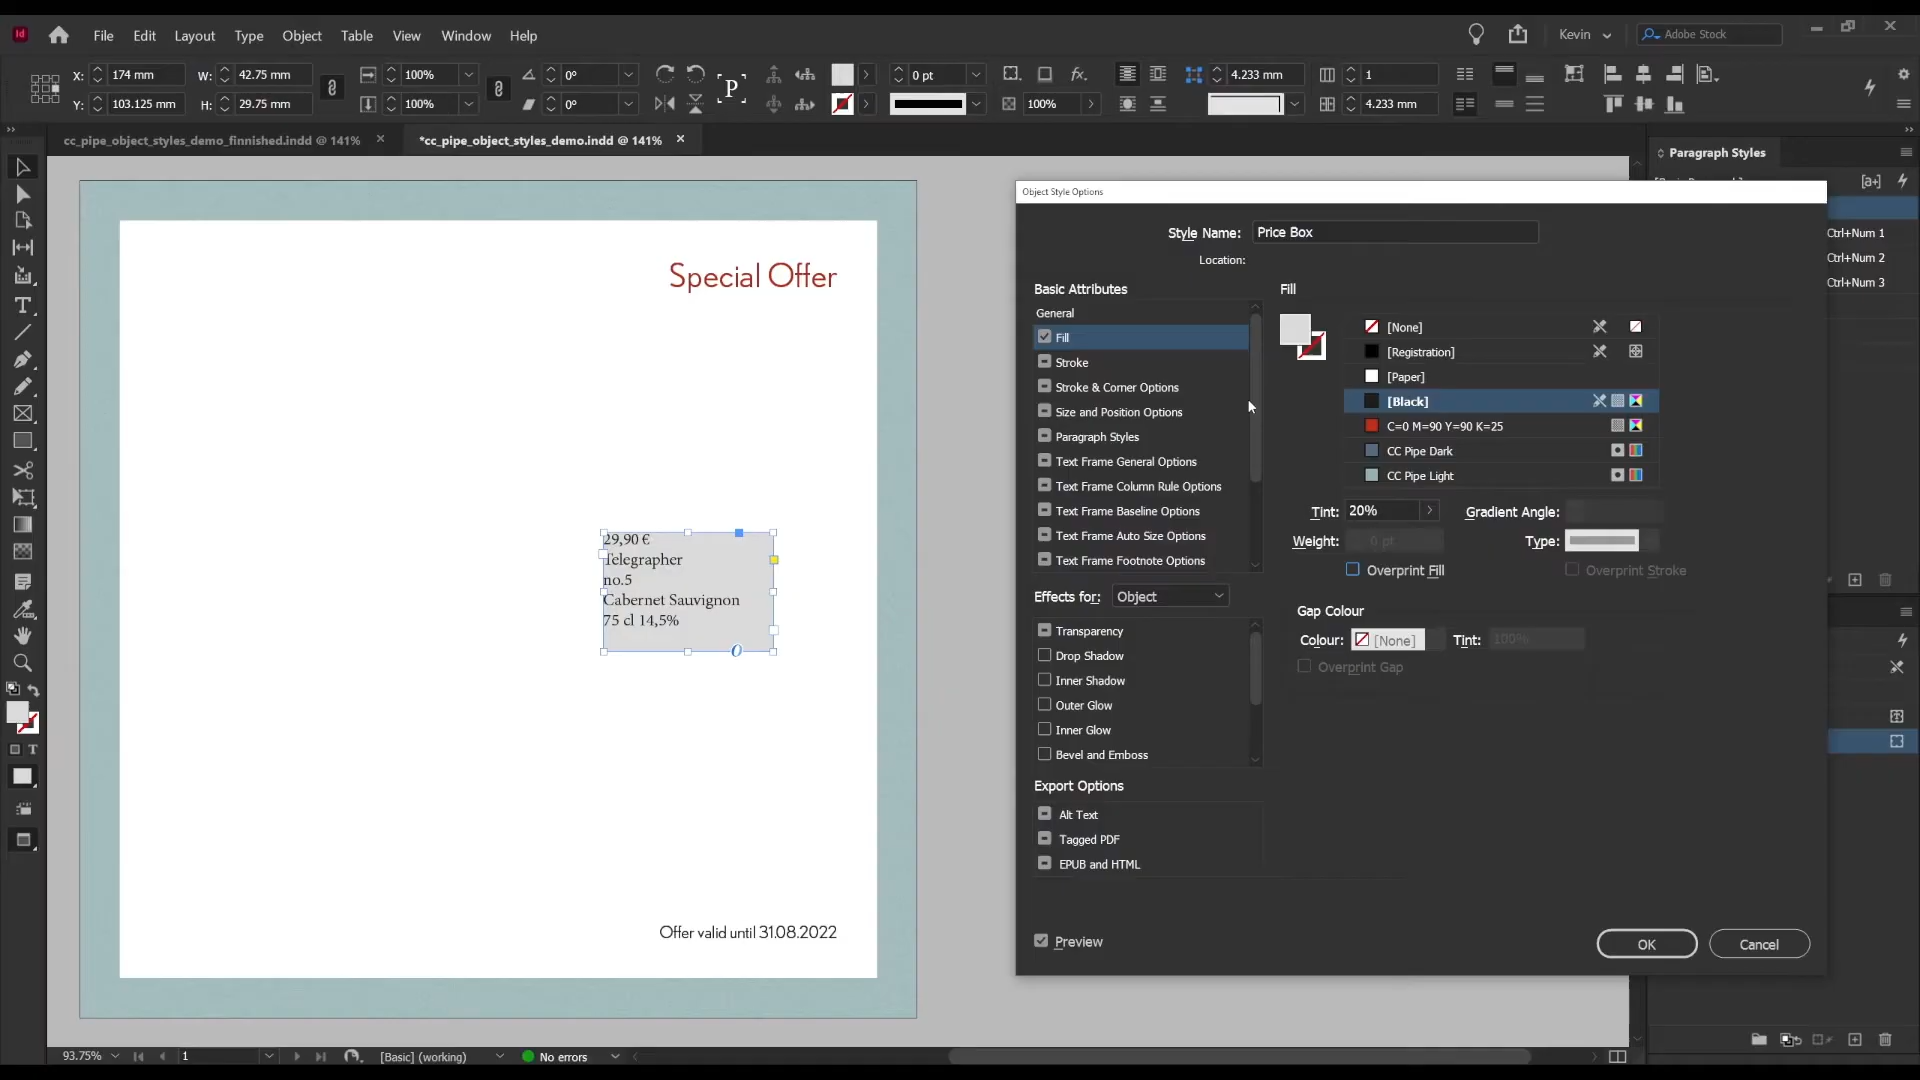 Id
File Edit Layout Type Object Table View Window Help
Kevin
Adobe Stock
X: 174 mm W: 42.75 mm 100% 0° 0 pt 4.233 mm 1
Y: 103.125 mm H: 29.75 mm 100% 0° 100% 4.233 mm
P
fx
cc_pipe_object_styles_demo_finnished.indd @ 141%
*cc_pipe_object_styles_demo.indd @ 141%
Paragraph Styles
[a+]
Ctrl+Num 1
Ctrl+Num 2
Ctrl+Num 3
Special Offer
29,90 €
Telegrapher
no.5
Cabernet Sauvignon
75 cl 14,5%
Offer valid until 31.08.2022
Object Style Options
Style Name: Price Box
Location:
Basic Attributes
General
Fill
Stroke
Stroke & Corner Options
Size and Position Options
Paragraph Styles
Text Frame General Options
Text Frame Column Rule Options
Text Frame Baseline Options
Text Frame Auto Size Options
Text Frame Footnote Options
Effects for: Object
Transparency
Drop Shadow
Inner Shadow
Outer Glow
Inner Glow
Bevel and Emboss
Export Options
Alt Text
Tagged PDF
EPUB and HTML
Preview
Fill
[None]
[Registration]
[Paper]
[Black]
C=0 M=90 Y=90 K=25
CC Pipe Dark
CC Pipe Light
Tint: 20% Gradient Angle:
Weight: 0 pt Type:
Overprint Fill Overprint Stroke
Gap Colour
Colour: [None] Tint: 100%
Overprint Gap
OK Cancel
93.75% 1 [Basic] (working) No errors